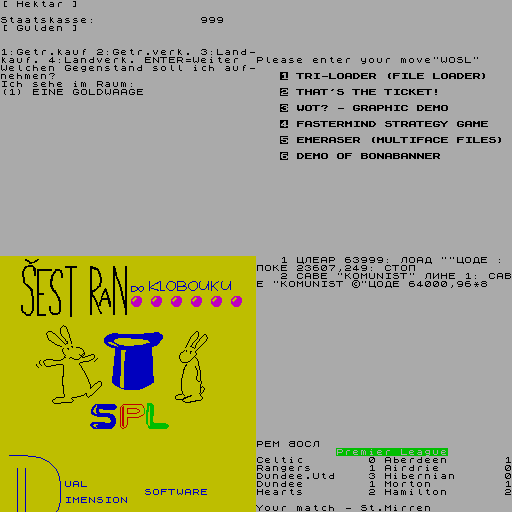 [ Hektar ]
Staatskasse: 999
[ Gulden ]
1:Getr.kauf 2:Getr.verk. 3:Land-
kauf. 4:Landverk. ENTER=Weiter
Welchen Gegenstand soll ich auf-
nehmen?
Ich sehe im Raum:
(1) EINE GOLDWAAGE
Please enter your move"WOSL"
1 TRI-LOADER (FILE LOADER)
2 THAT'S THE TICKET!
3 WOT? - GRAPHIC DEMO
4 FASTERMIND STRATEGY GAME
5 EMERASER (MULTIFACE FILES)
6 DEMO OF BONABANNER
ŠEST RAN
DO KLOBOUKU
SPL
DUAL
DIMENSION SOFTWARE
1 ЦЛЕАР 63999: ЛОАД ""ЦОДЕ :
ПОКЕ 23607,249: СТОП
2 САВЕ "КОМUНИСТ" ЛИНЕ 1: САВ
Е "КОМUНИСТ ©"ЦОДЕ 64000,96*8
РЕМ ВОСЛ
Premier League
Celtic 0 Aberdeen 1
Rangers 1 Airdrie 0
Dundee.Utd 3 Hibernian 0
Dundee 1 Morton 1
Hearts 2 Hamilton 2
Your match - St.Mirren